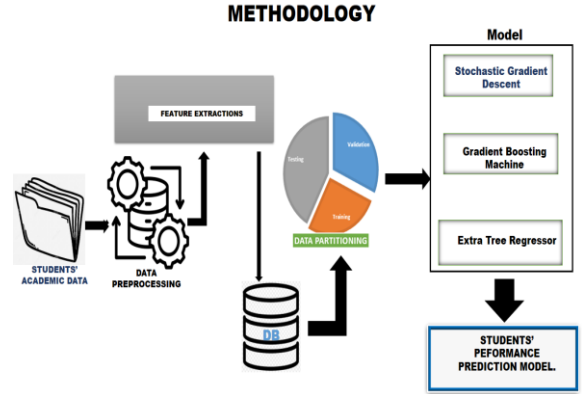 METHODOLOGY
Model
Stochastic Gradient
Descent
FEATURE EXTRACTIONS
Validation
Testing
Gradient Boosting
Machine
Training
DATA PARTITIONING
Extra Tree Regressor
STUDENTS'
ACADEMIC DATA
DATA
PREPROCESSING
DB
STUDENTS'
PEFORMANCE
PREDICTION MODEL.